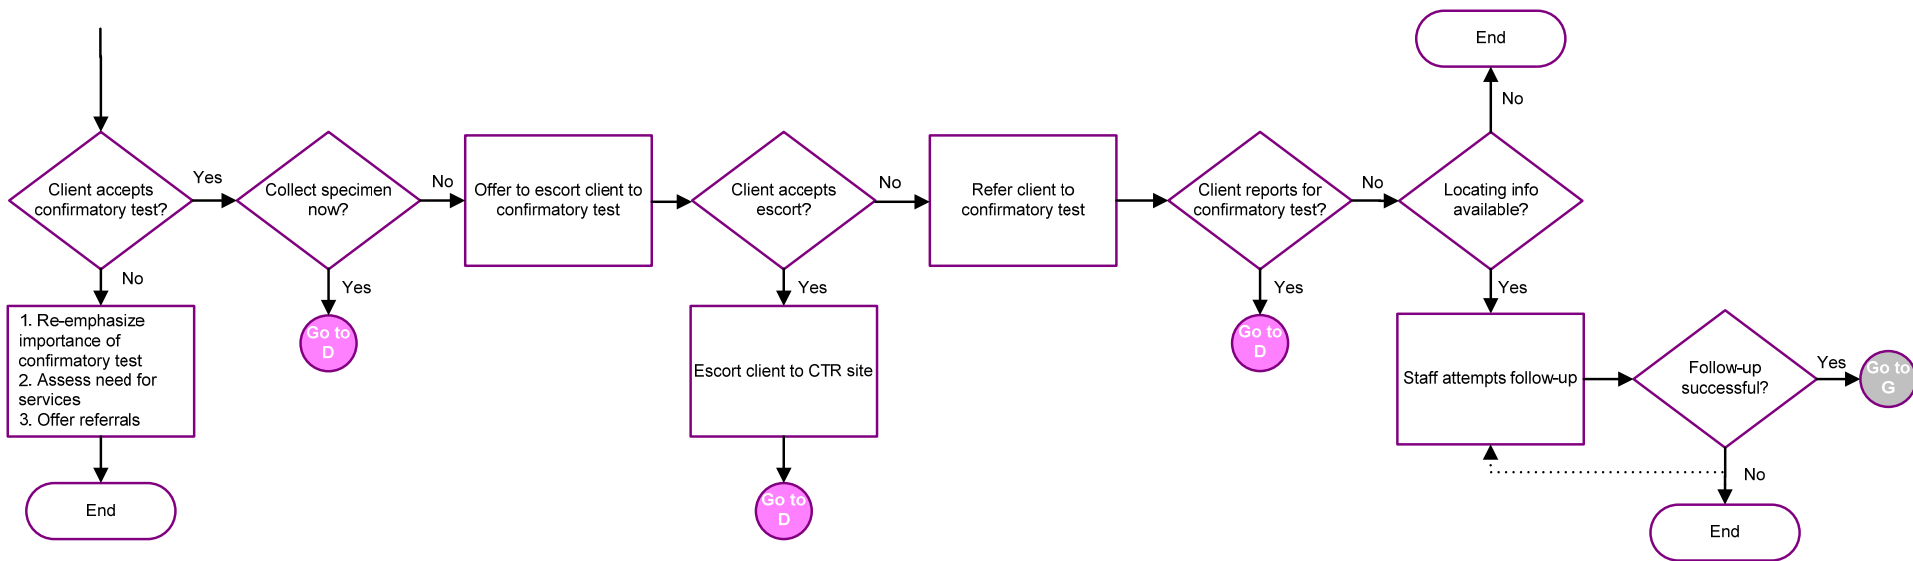 End
No
Client accepts
confirmatory test?
Yes
Collect specimen
now?
No
Offer to escort client to
confirmatory test
Client accepts
escort?
No
Refer client to
confirmatory test
Client reports for
confirmatory test?
No
Locating info
available?
No
1. Re-emphasize
importance of
confirmatory test
2. Assess need for
services
3. Offer referrals
Yes
Go to
D
Yes
Escort client to CTR site
Yes
Go to
D
Yes
Staff attempts follow-up
Follow-up
successful?
Yes
Go to
G
End
Go to
D
No
End